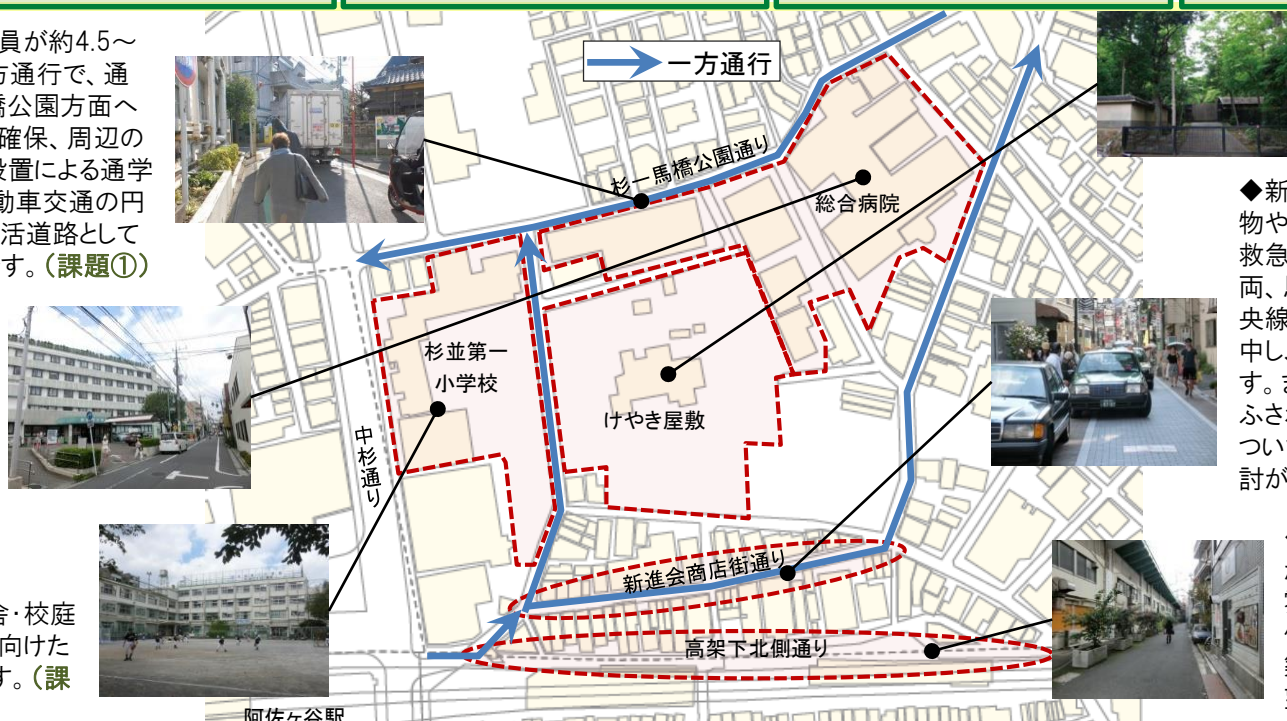 員が約4.5～
方通行で、通
橋公園方面へ
確保、周辺の
設置による通学
動車交通の円
活道路として
す。（課題①）
一方通行
杉一馬橋公園通り
総合病院
◆新
物や
救急
両、
央線
中し、
す。ま
ふさ
つい
討が
杉並第一
小学校
けやき屋敷
中杉通り
新進会商店街通り
高架下北側通り
舎・校庭
向けた
す。（課
阿佐ヶ谷駅